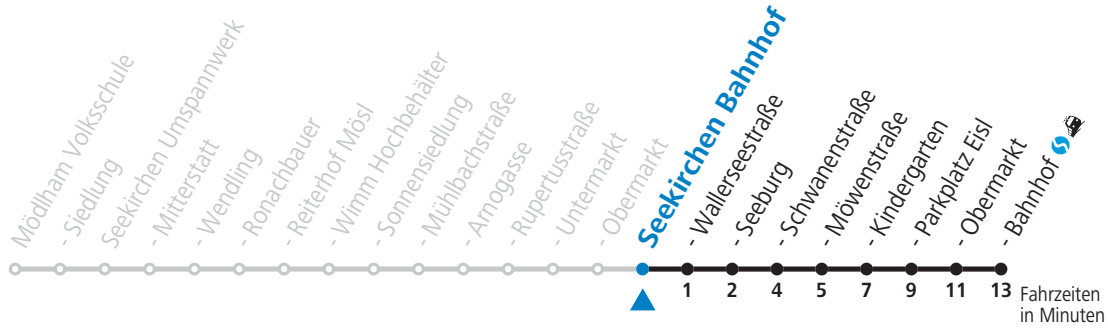 Mödlham Volksschule
- Siedlung
Seekirchen Umspannwerk
- Mitterstatt
- Wendling
- Ronachbauer
- Reiterhof Mösl
- Wimm Hochbehälter
Sonnensiedlung
- Mühlbachstraße
- Arnogasse
- Rupertusstraße
- Untermarkt
- Obermarkt
Seekirchen Bahnhof
- Wallerseestraße
- Seeburg
- Schwanenstraße
- Möwenstraße
- Kindergarten
- Parkplatz Eisl
- Obermarkt
- Bahnhof
1 2 4 5 7 9 11 13
Fahrzeiten
in Minuten